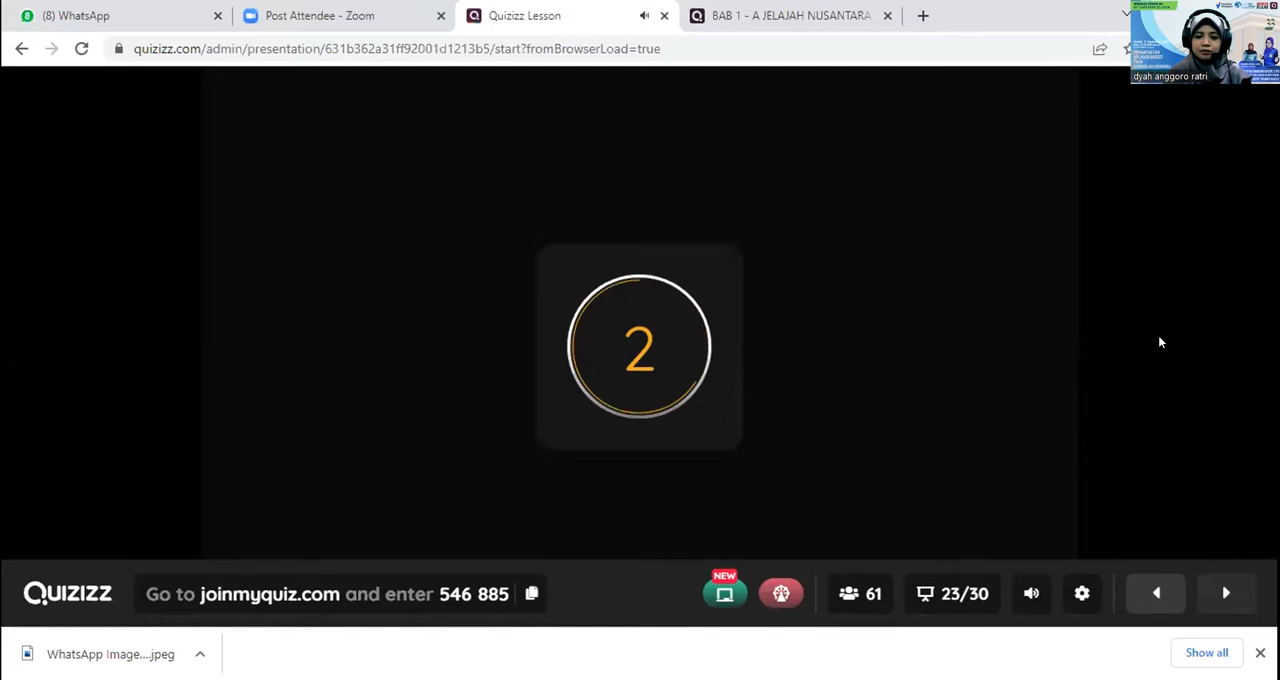 (8) WhatsApp
Post Attendee - Zoom
Quizizz Lesson
BAB 1 - A JELAJAH NUSANTARA
quizizz.com/admin/presentation/631b362a31ff92001d1213b5/start?fromBrowserLoad=true
dyah anggoro ratri
2
QUIZIZZ
Go to joinmyquiz.com and enter 546 885
NEW
61
23/30
WhatsApp Image....jpeg
Show all